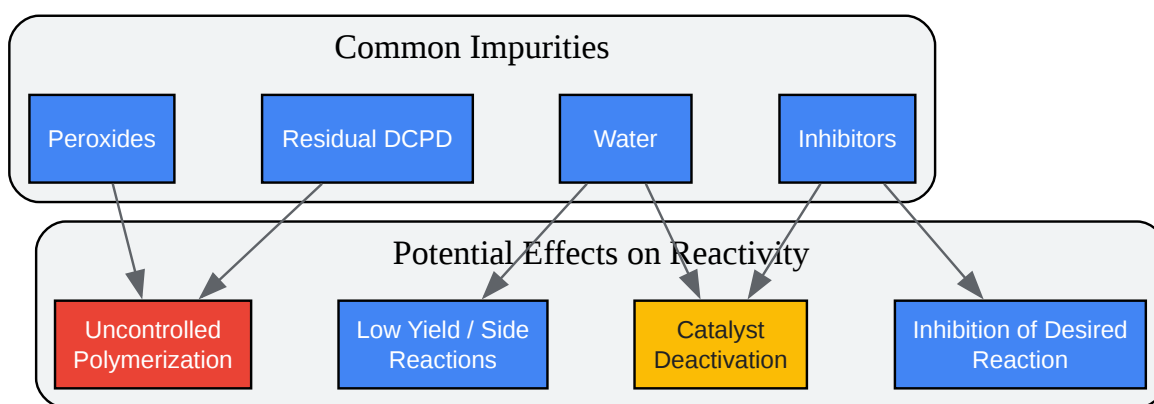 Common Impurities
Peroxides
Residual DCPD
Water
Inhibitors
Potential Effects on Reactivity
Uncontrolled
Polymerization
Low Yield / Side
Reactions
Catalyst
Deactivation
Inhibition of Desired
Reaction